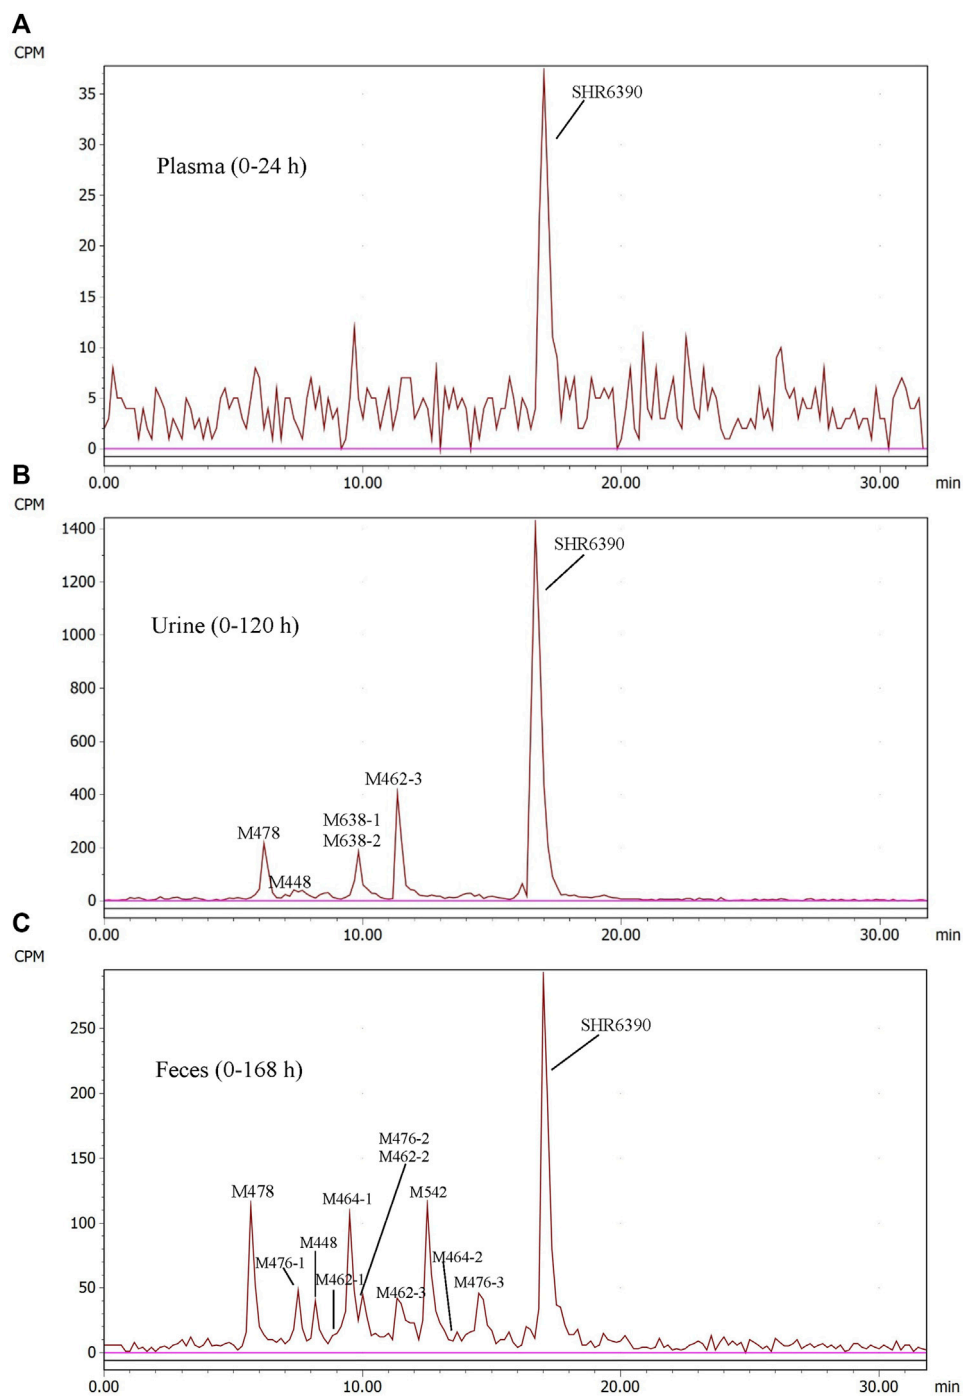 A
CPM
35
SHR6390
30
Plasma (0-24 h)
25
20
15
10
5
0
0.00 10.00 20.00 30.00 min
B
CPM
1400
SHR6390
1200
Urine (0-120 h)
1000
800
600
M462-3
400
M638-1
M478 M638-2
200
M448
0
0.00 10.00 20.00 30.00 min
C
CPM
SHR6390
250
Feces (0-168 h)
200
M476-2
150
M462-2
M478 M464-1 M542
100
M448
M476-1 M464-2
M462-1 M476-3
50
M462-3
0
0.00 10.00 20.00 30.00 min